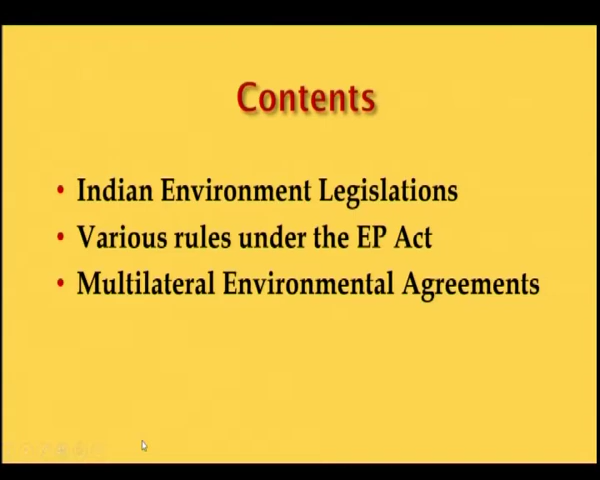 Contents
• Indian Environment Legislations
• Various rules under the EP Act
• Multilateral Environmental Agreements